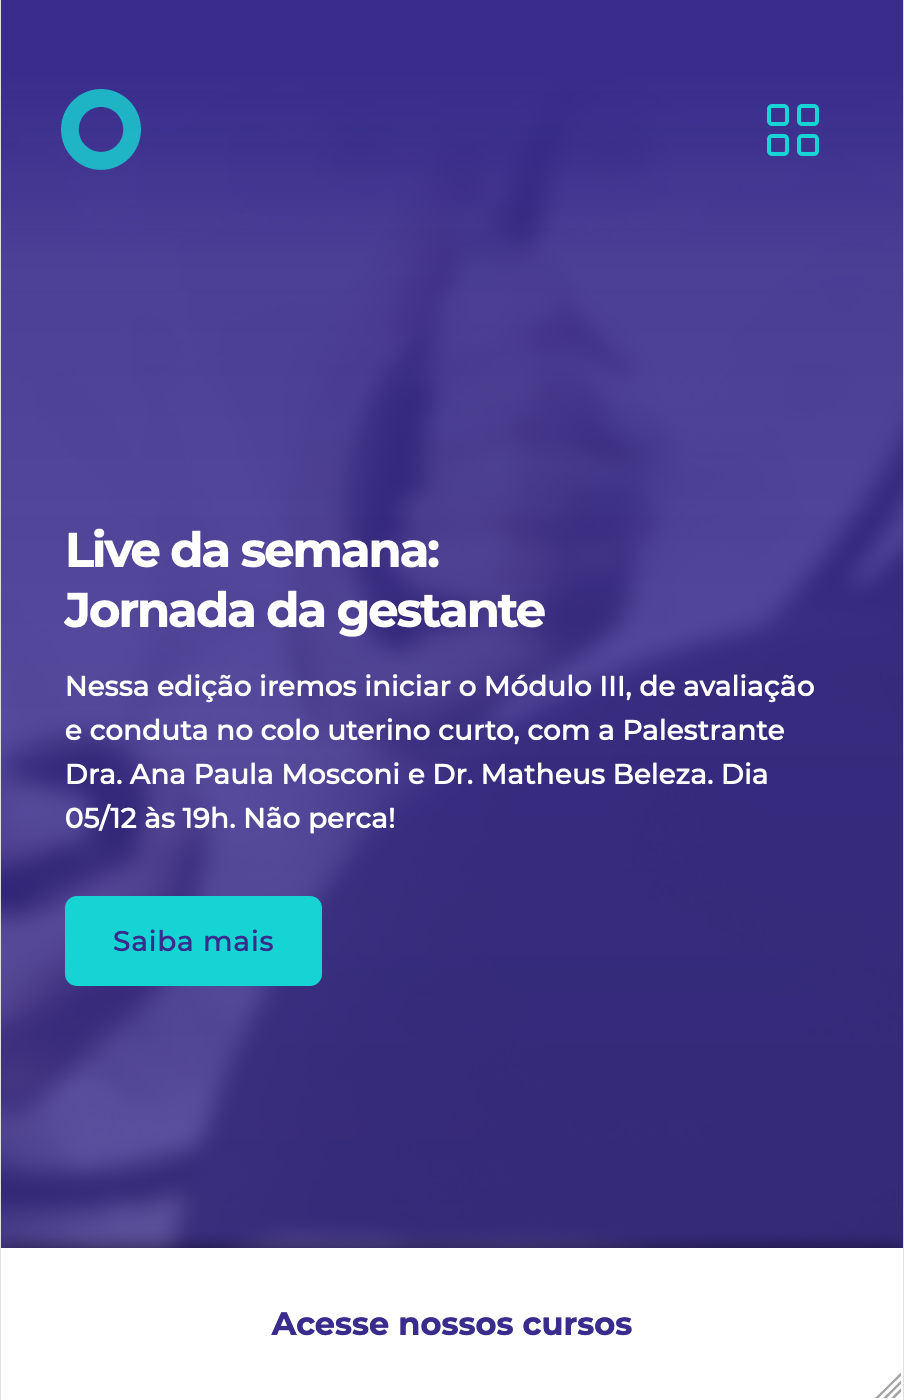 Live da semana:
Jornada da gestante
Nessa edição iremos iniciar o Módulo III, de avaliação
e conduta no colo uterino curto, com a Palestrante
Dra. Ana Paula Mosconi e Dr. Matheus Beleza. Dia
05/12 às 19h. Não perca!
Saiba mais
Acesse nossos cursos